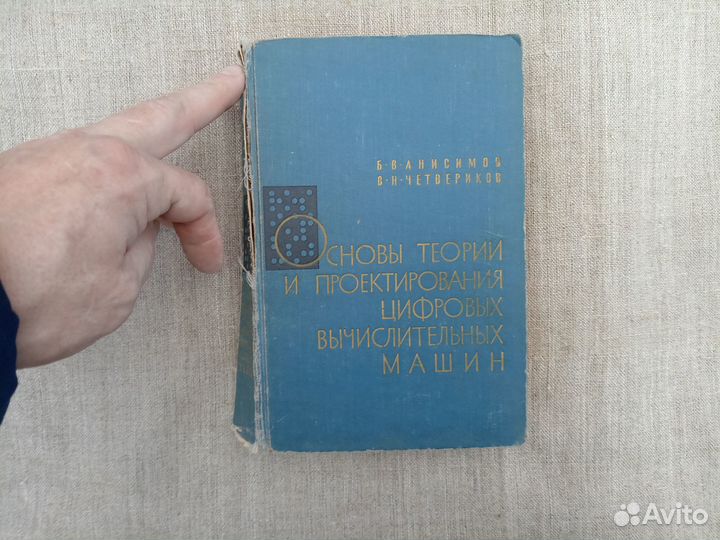 Б·В·АНИСИМОВ
В·Н·ЧЕТВЕРИКОВ
ОСНОВЫ ТЕОРИИ
И ПРОЕКТИРОВАНИЯ
ЦИФРОВЫХ
ВЫЧИСЛИТЕЛЬНЫХ
МАШИН
Avito